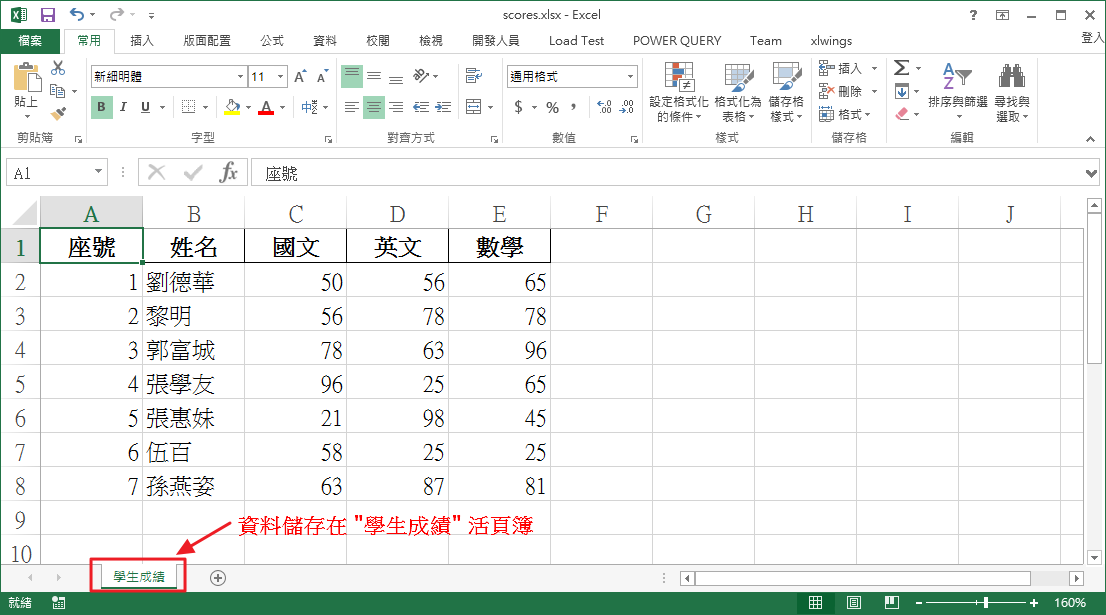 scores.xlsx - Excel
檔案 常用 插入 版面配置 公式 資料 校閱 檢視 開發人員 Load Test POWER QUERY Team xlwings 登入
新細明體 11 通用格式
貼上
B I U A 中
$ % ,
設定格式化的條件 格式化為表格 儲存格樣式
插入
刪除
格式
排序與篩選 尋找與選取
剪貼簿 字型 對齊方式 數值 樣式 儲存格 編輯
A1 fx 座號
A B C D E F G H I J
1 座號 姓名 國文 英文 數學
2 1 劉德華 50 56 65
3 2 黎明 56 78 78
4 3 郭富城 78 63 96
5 4 張學友 96 25 65
6 5 張惠妹 21 98 45
7 6 伍百 58 25 25
8 7 孫燕姿 63 87 81
9
資料儲存在 "學生成績" 活頁簿
10
學生成績
就緒 160%